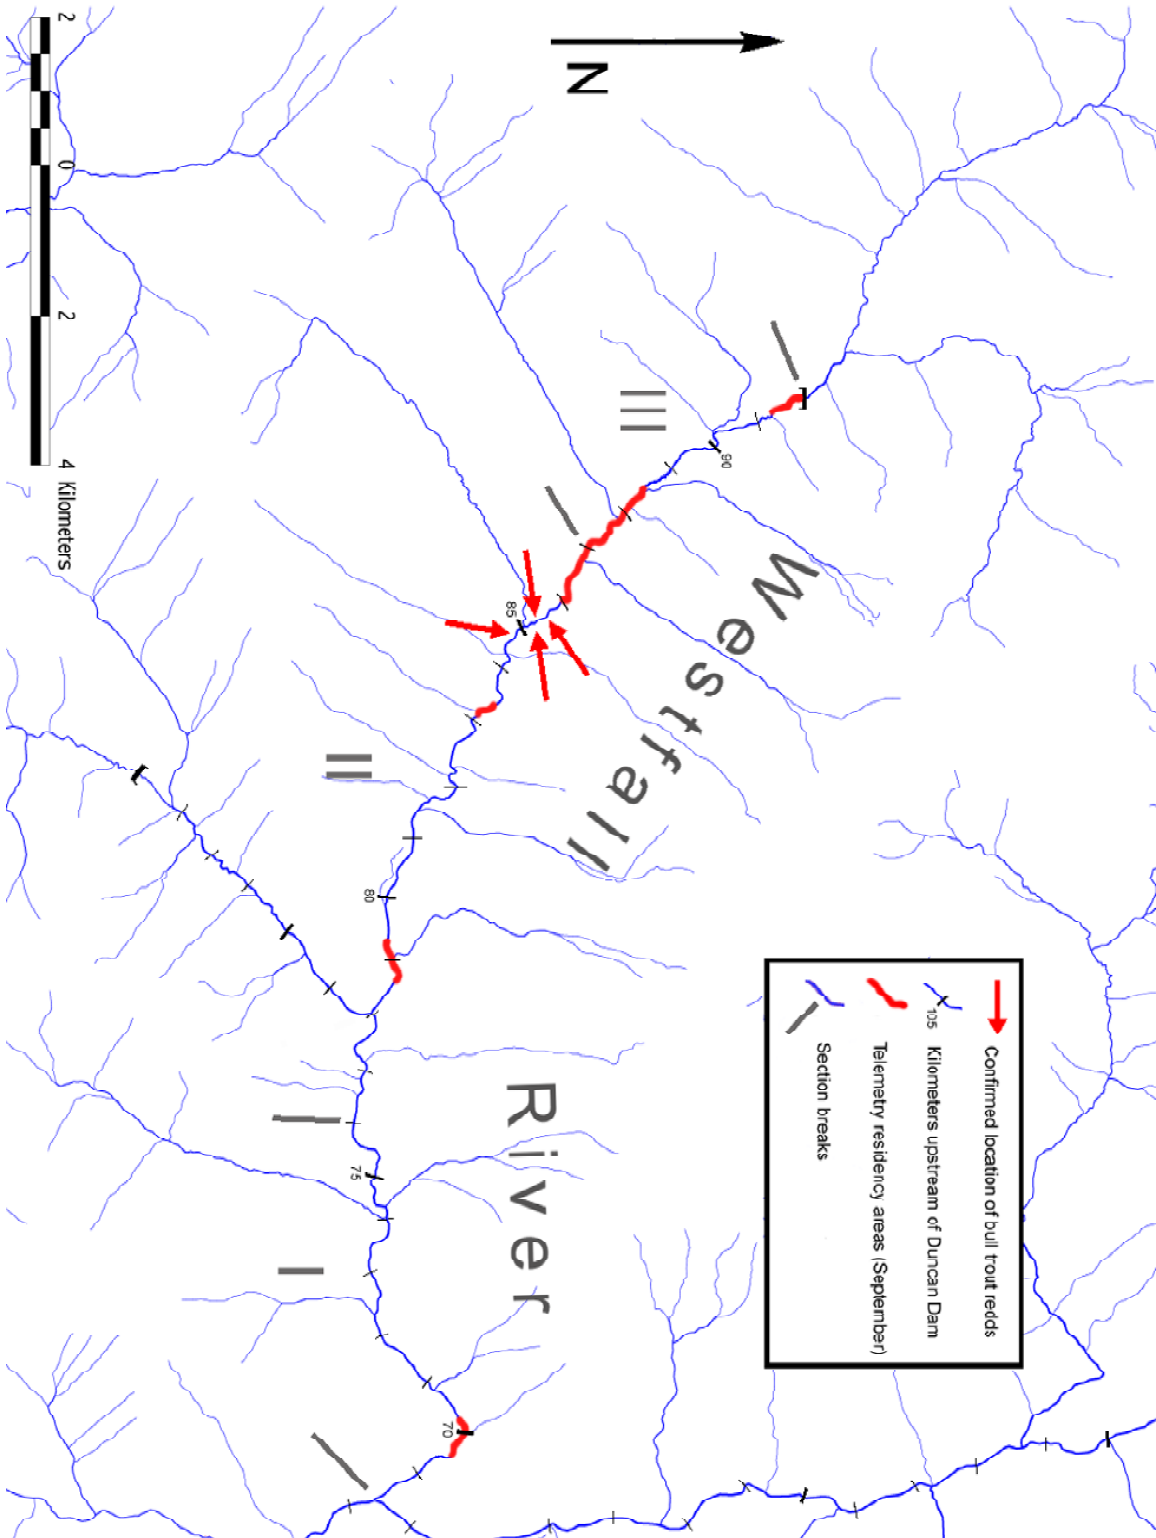 N
2
0
2
4 Kilometers
Westfall
River
III
II
I
90
85
80
75
70
Confirmed location of bull trout redds
105 Kilometers upstream of Duncan Dam
Telemetry residency areas (September)
Section breaks